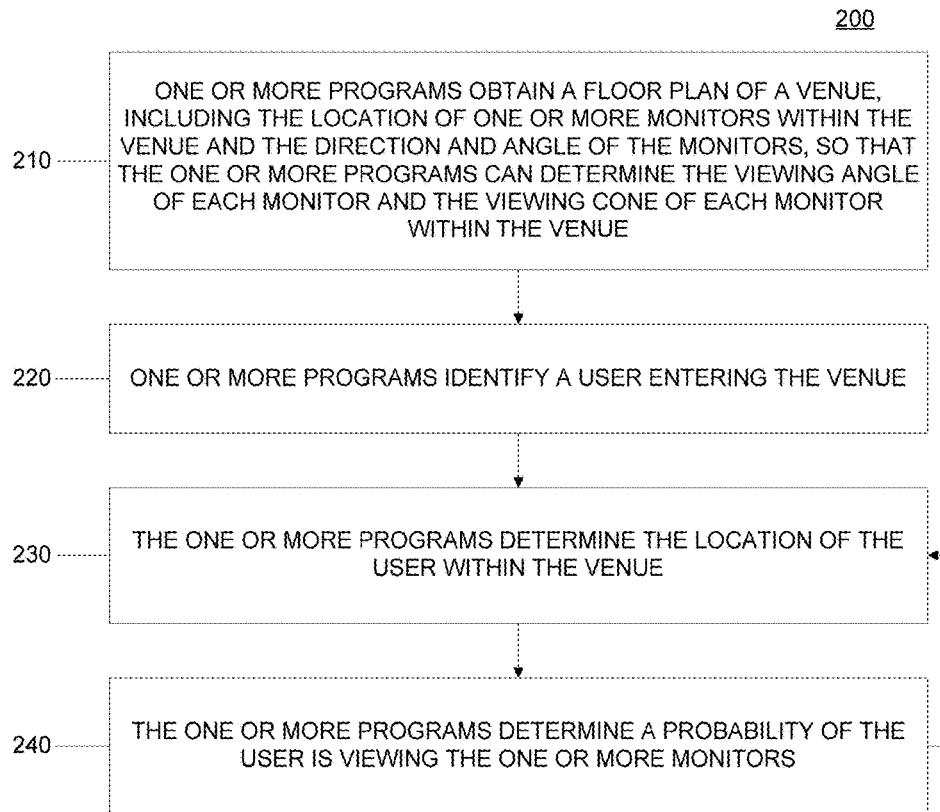 200
ONE OR MORE PROGRAMS OBTAIN A FLOOR PLAN OF A VENUE,
INCLUDING THE LOCATION OF ONE OR MORE MONITORS WITHIN THE
VENUE AND THE DIRECTION AND ANGLE OF THE MONITORS, SO THAT
THE ONE OR MORE PROGRAMS CAN DETERMINE THE VIEWING ANGLE
OF EACH MONITOR AND THE VIEWING CONE OF EACH MONITOR
WITHIN THE VENUE
210
220
ONE OR MORE PROGRAMS IDENTIFY A USER ENTERING THE VENUE
230
THE ONE OR MORE PROGRAMS DETERMINE THE LOCATION OF THE
USER WITHIN THE VENUE
240
THE ONE OR MORE PROGRAMS DETERMINE A PROBABILITY OF THE
USER IS VIEWING THE ONE OR MORE MONITORS